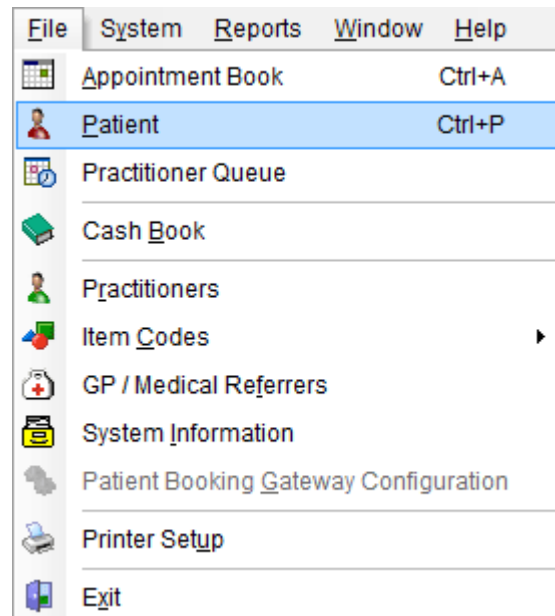 File System Reports Window Help
Appointment Book Ctrl+A
Patient Ctrl+P
Practitioner Queue
Cash Book
Practitioners
Item Codes
GP / Medical Referrers
System Information
Patient Booking Gateway Configuration
Printer Setup
Exit